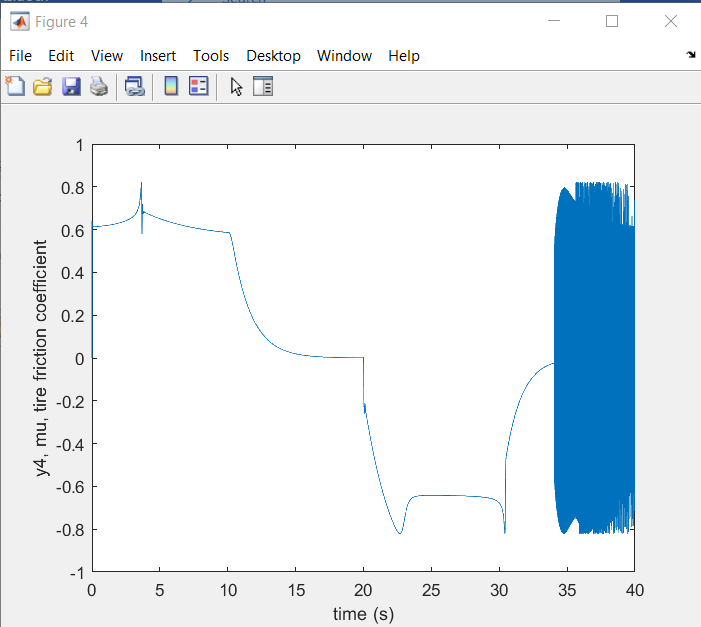 Figure 4
File Edit View Insert Tools Desktop Window Help
1
0.8
0.6
0.4
0.2
0
-0.2
-0.4
-0.6
-0.8
-1
y4, mu, tire friction coefficient
0 5 10 15 20 25 30 35 40
time (s)